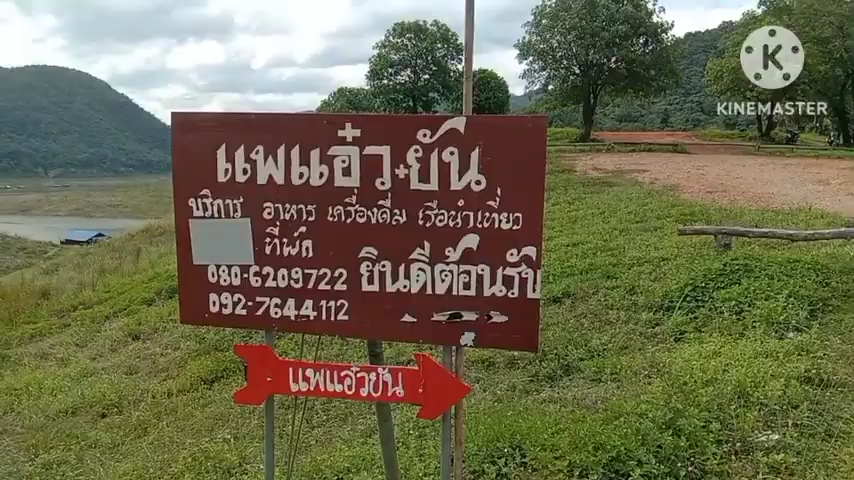 แพแอ๋ว+ยัน
บริการ อาหาร เครื่องดื่ม เรือนำเที่ยว
ที่พัก
080-6209722 ยินดีต้อนรับ
092-7644112
แพแอ๋วยัน
K
KINEMASTER